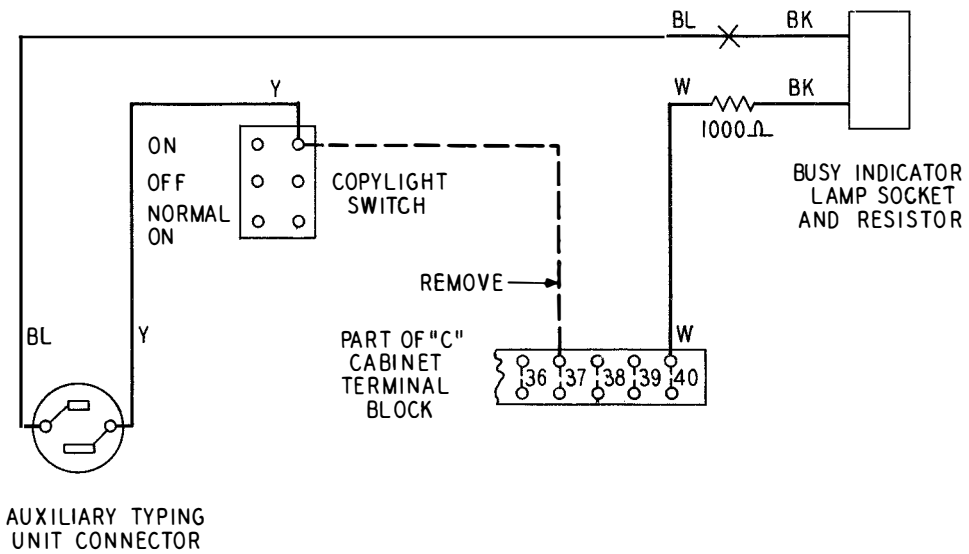 BL
BK
Y
W
BK
1000Ω
ON
OFF
NORMAL
ON
COPYLIGHT
SWITCH
BUSY INDICATOR
LAMP SOCKET
AND RESISTOR
REMOVE
BL
Y
PART OF "C"
CABINET
TERMINAL
BLOCK
W
36 37 38 39 40
AUXILIARY TYPING
UNIT CONNECTOR